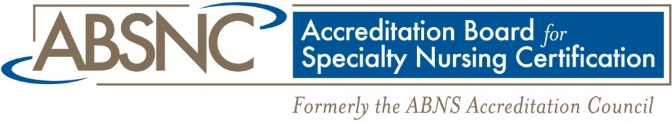 ABSNC
Accreditation Board for
Specialty Nursing Certification
Formerly the ABNS Accreditation Council